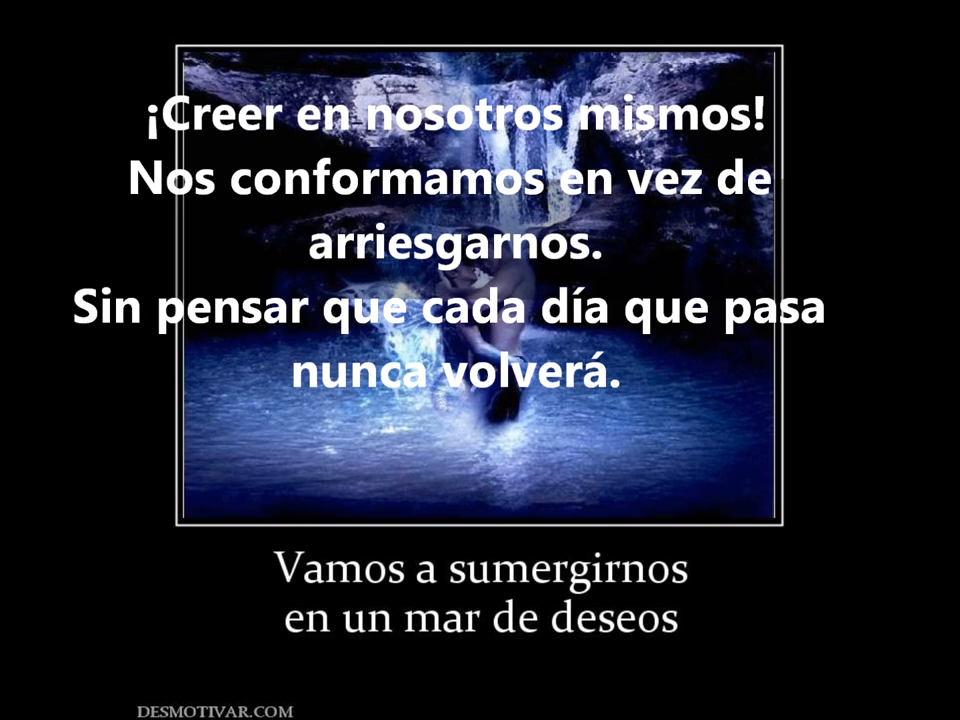 ¡Creer en nosotros mismos!
Nos conformamos en vez de
arriesgarnos.
Sin pensar que cada día que pasa
nunca volverá.
Vamos a sumergirnos
en un mar de deseos
DESMOTIVAR.COM